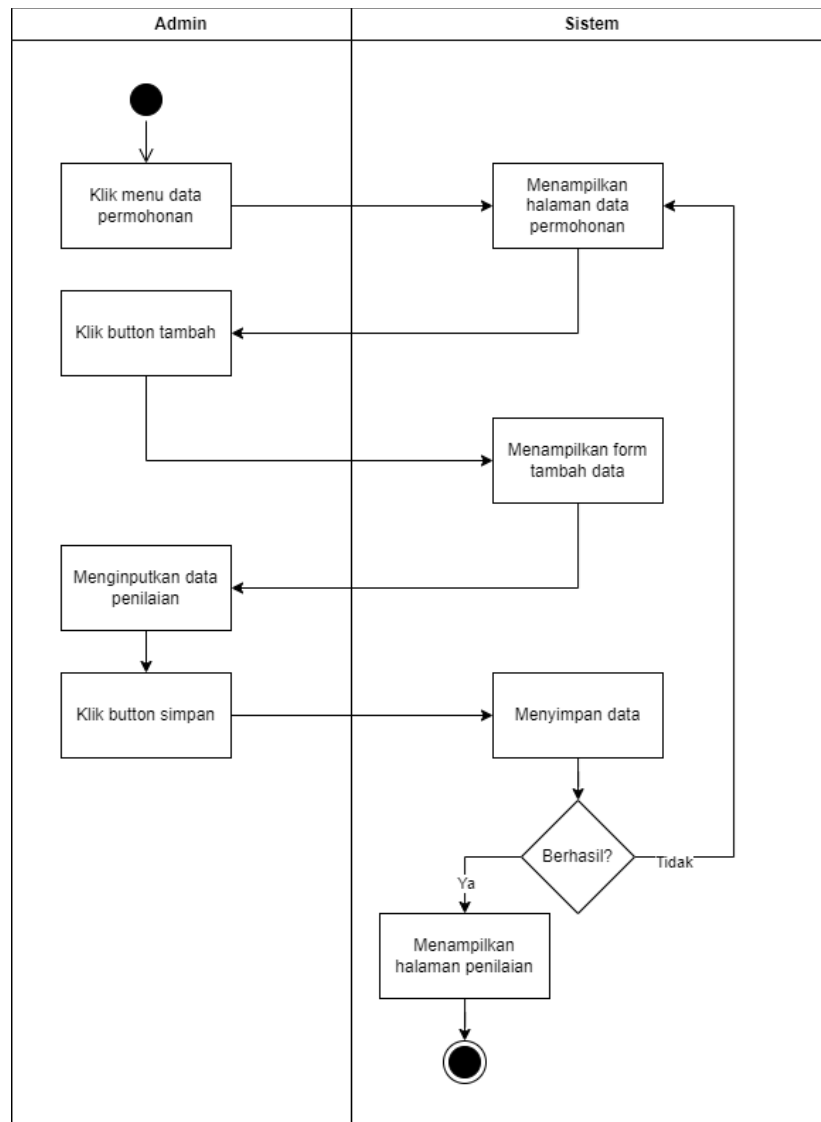 Admin
Sistem
Klik menu data
permohonan
Menampilkan
halaman data
permohonan
Klik button tambah
Menampilkan form
tambah data
Menginputkan data
penilaian
Klik button simpan
Menyimpan data
Berhasil?
Tidak
Ya
Menampilkan
halaman penilaian